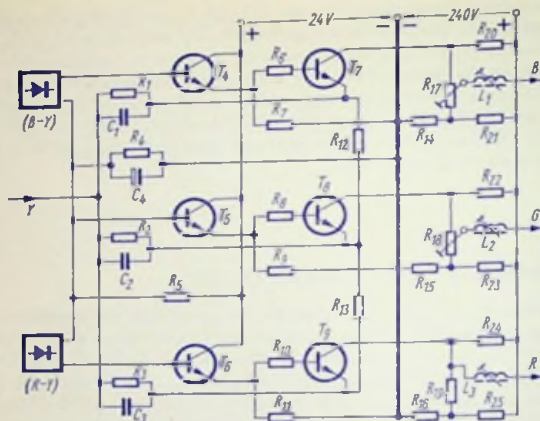 24V
240V
+
−
−
+
R20
R1
T4
R6
T7
R17
L1
B
(B-Y)
C1
R7
R12
R14
R21
R4
C4
R22
Y
T5
R8
T8
R18
L2
G
R2
C2
R9
R15
R23
R5
R13
R24
T6
R10
T9
L3
R
(R-Y)
C3
R11
R16
R19
R25